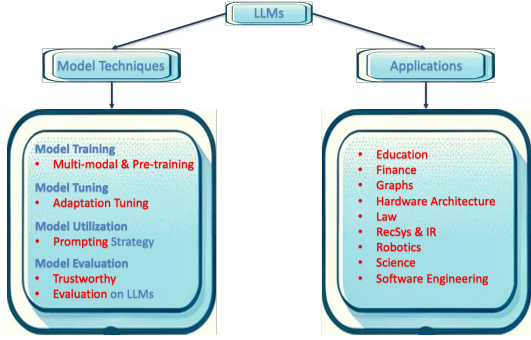 LLMs
Model Techniques
Applications
Model Training
• Multi-modal & Pre-training
Model Tuning
• Adaptation Tuning
Model Utilization
• Prompting Strategy
Model Evaluation
• Trustworthy
• Evaluation on LLMs
• Education
• Finance
• Graphs
• Hardware Architecture
• Law
• RecSys & IR
• Robotics
• Science
• Software Engineering